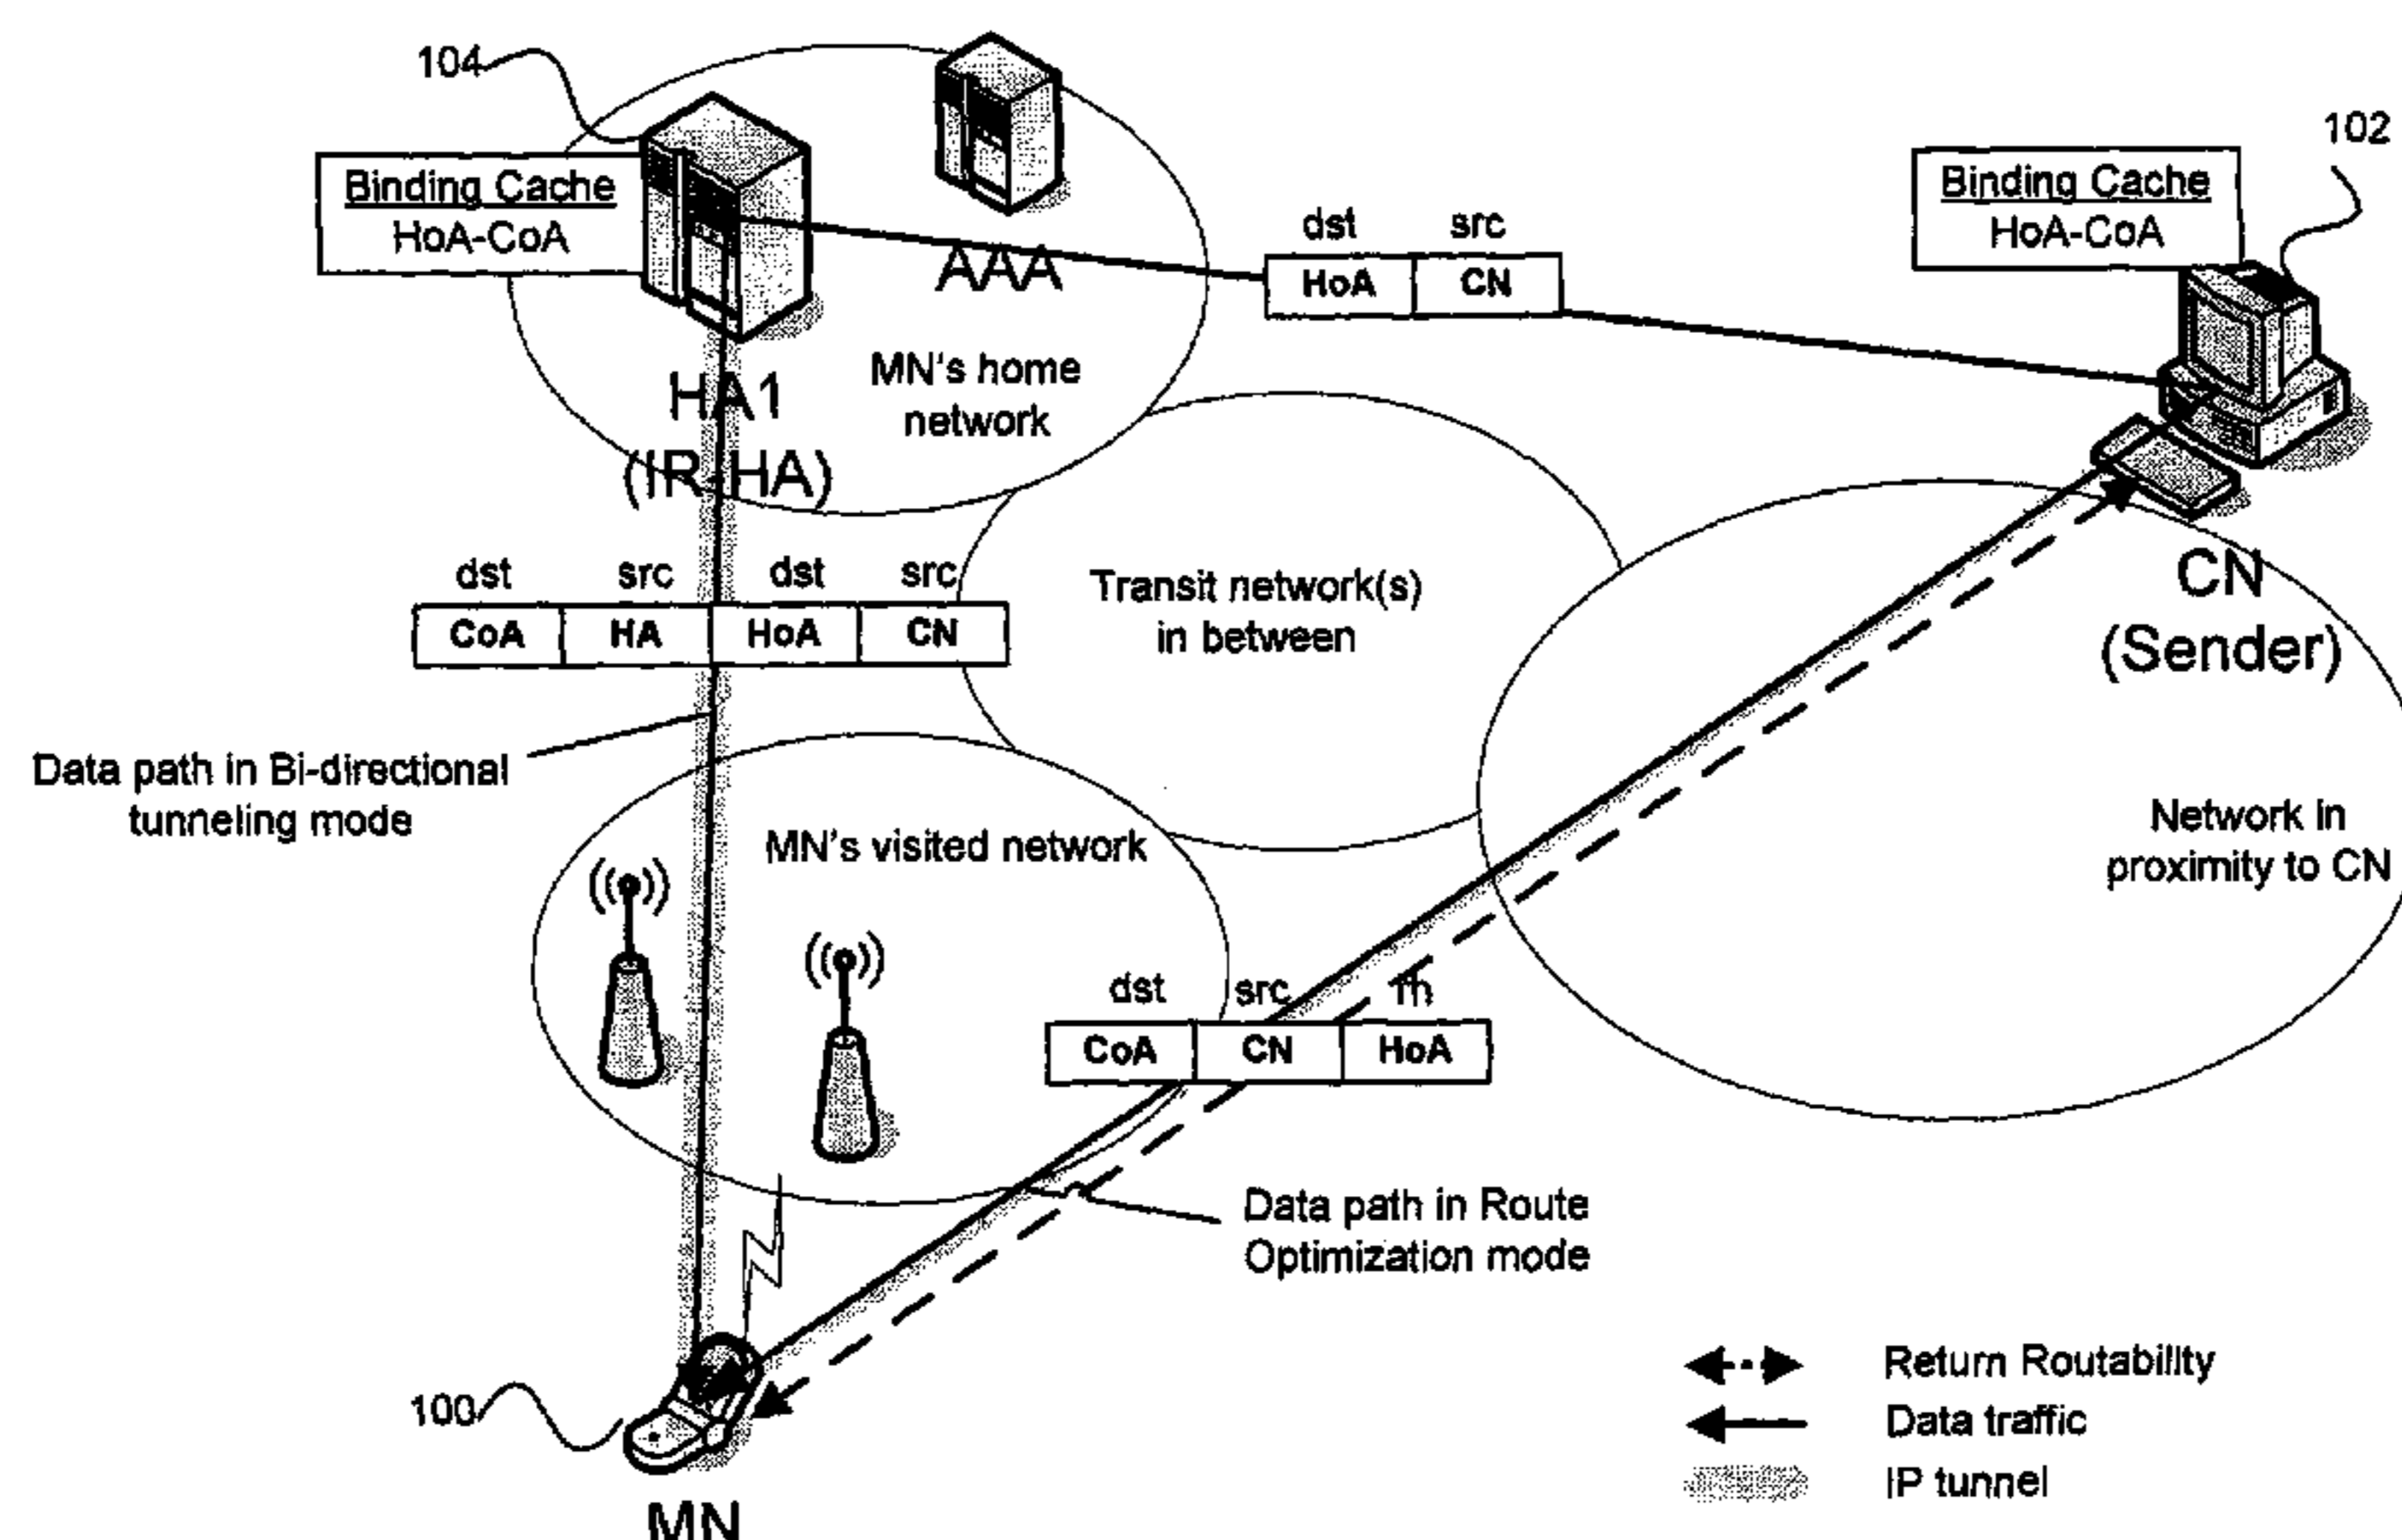 104
102
Binding Cache
HoA-CoA
Binding Cache
HoA-CoA
dst src
HoA CN
AAA
MN's home
network
HA1
(IR-HA)
dst src dst src
CoA HA HoA CN
Transit network(s)
in between
CN
(Sender)
Data path in Bi-directional
tunneling mode
MN's visited network
Network in
proximity to CN
dst src rh
CoA CN HoA
Data path in Route
Optimization mode
Return Routability
Data traffic
IP tunnel
100
MN